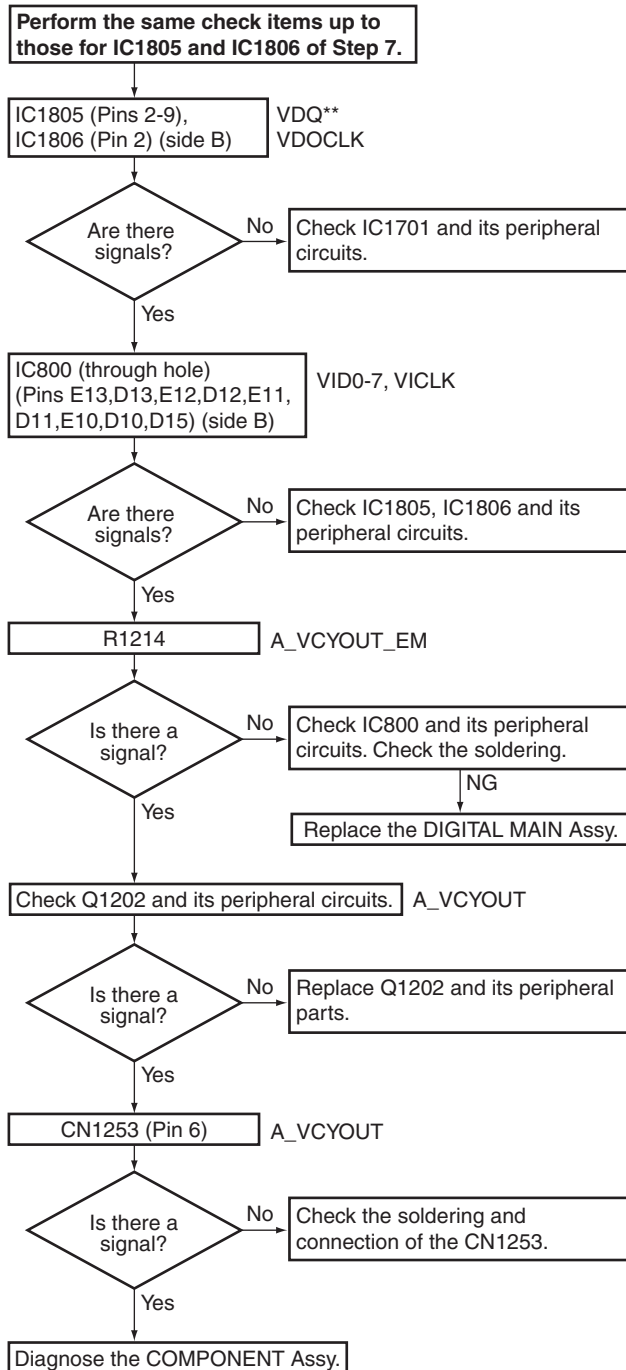 Perform the same check items up to
those for IC1805 and IC1806 of Step 7.
IC1805 (Pins 2-9),
IC1806 (Pin 2) (side B)
VDQ**
VDOCLK
Are there
signals?
No
Check IC1701 and its peripheral
circuits.
Yes
IC800 (through hole)
(Pins E13,D13,E12,D12,E11,
D11,E10,D10,D15) (side B)
VID0-7, VICLK
Are there
signals?
No
Check IC1805, IC1806 and its
peripheral circuits.
Yes
R1214
A_VCYOUT_EM
Is there a
signal?
No
Check IC800 and its peripheral
circuits. Check the soldering.
NG
Replace the DIGITAL MAIN Assy.
Yes
Check Q1202 and its peripheral circuits.
A_VCYOUT
Is there a
signal?
No
Replace Q1202 and its peripheral
parts.
Yes
CN1253 (Pin 6)
A_VCYOUT
Is there a
signal?
No
Check the soldering and
connection of the CN1253.
Yes
Diagnose the COMPONENT Assy.